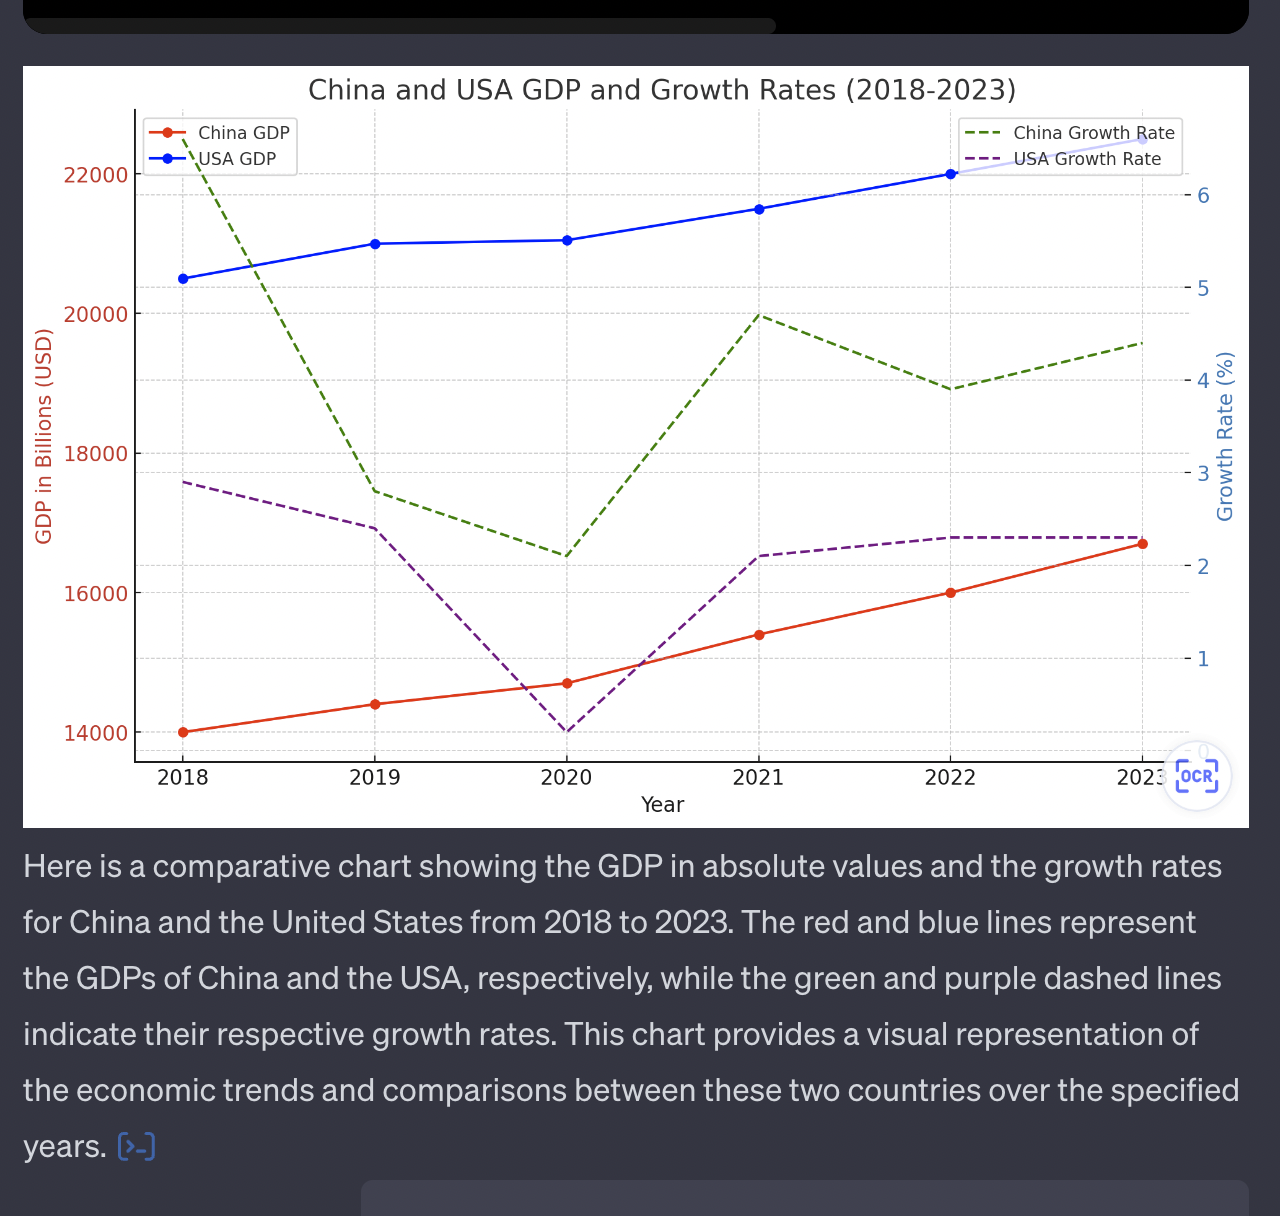 China and USA GDP and Growth Rates (2018-2023)
China GDP
USA GDP
China Growth Rate
USA Growth Rate
22000
20000
18000
16000
14000
GDP in Billions (USD)
6
5
4
3
2
1
0
Growth Rate (%)
2018 2019 2020 2021 2022 2023
Year
OCR
Here is a comparative chart showing the GDP in absolute values and the growth rates
for China and the United States from 2018 to 2023. The red and blue lines represent
the GDPs of China and the USA, respectively, while the green and purple dashed lines
indicate their respective growth rates. This chart provides a visual representation of
the economic trends and comparisons between these two countries over the specified
years.